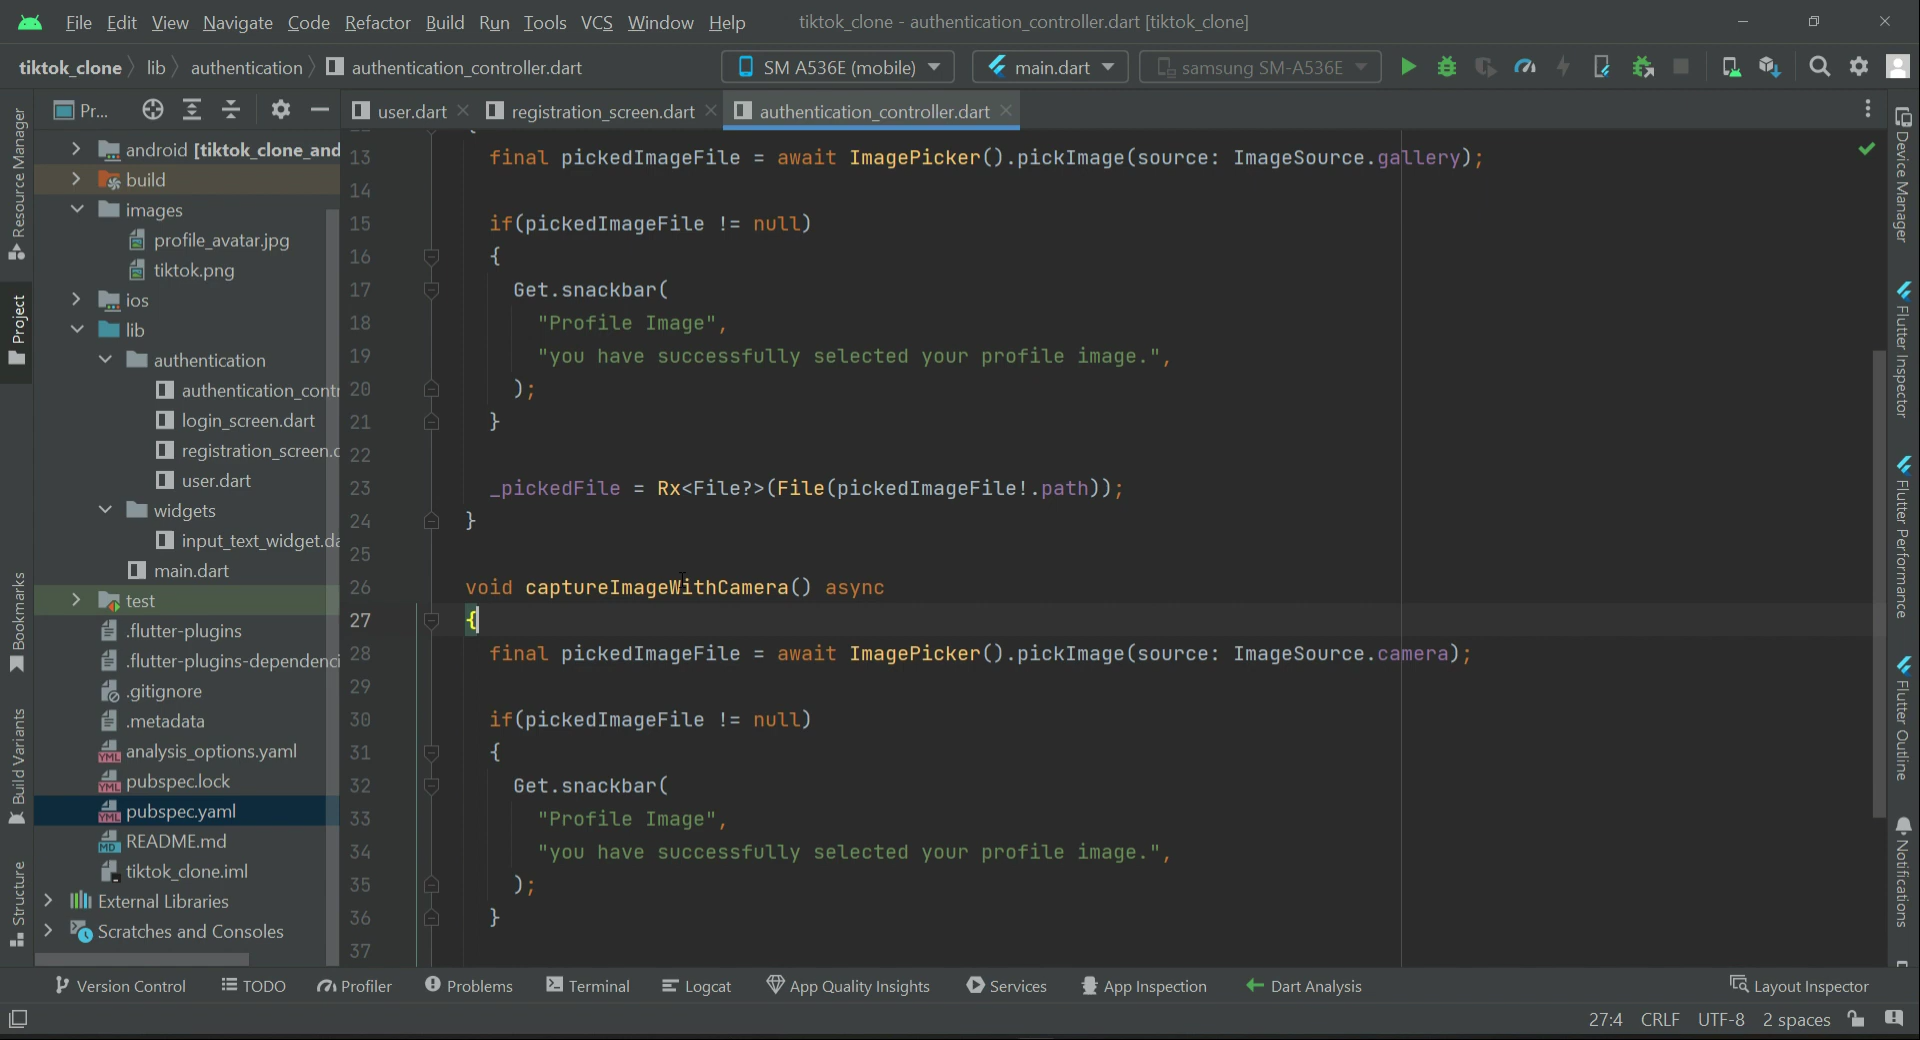 File Edit View Navigate Code Refactor Build Run Tools VCS Window Help tiktok_clone - authentication_controller.dart [tiktok_clone]
tiktok_clone lib authentication authentication_controller.dart SM A536E (mobile) main.dart samsung SM-A536E
Pr... user.dart registration_screen.dart authentication_controller.dart
Resource Manager
Project
Bookmarks
Build Variants
Structure
android [tiktok_clone_and
build
images
profile_avatar.jpg
tiktok.png
ios
lib
authentication
authentication_cont
login_screen.dart
registration_screen.c
user.dart
widgets
input_text_widget.da
main.dart
test
.flutter-plugins
.flutter-plugins-dependenci
.gitignore
.metadata
analysis_options.yaml
pubspec.lock
pubspec.yaml
README.md
tiktok_clone.iml
External Libraries
Scratches and Consoles
13 final pickedImageFile = await ImagePicker().pickImage(source: ImageSource.gallery);
14
15 if(pickedImageFile != null)
16 {
17 Get.snackbar(
18 "Profile Image",
19 "you have successfully selected your profile image.",
20 );
21 }
22
23 _pickedFile = Rx<File?>(File(pickedImageFile!.path));
24 }
25
26 void captureImageWithCamera() async
27 {
28 final pickedImageFile = await ImagePicker().pickImage(source: ImageSource.camera);
29
30 if(pickedImageFile != null)
31 {
32 Get.snackbar(
33 "Profile Image",
34 "you have successfully selected your profile image.",
35 );
36 }
37
Device Manager
Flutter Inspector
Flutter Performance
Flutter Outline
Notifications
Version Control TODO Profiler Problems Terminal Logcat App Quality Insights Services App Inspection Dart Analysis Layout Inspector
27:4 CRLF UTF-8 2 spaces